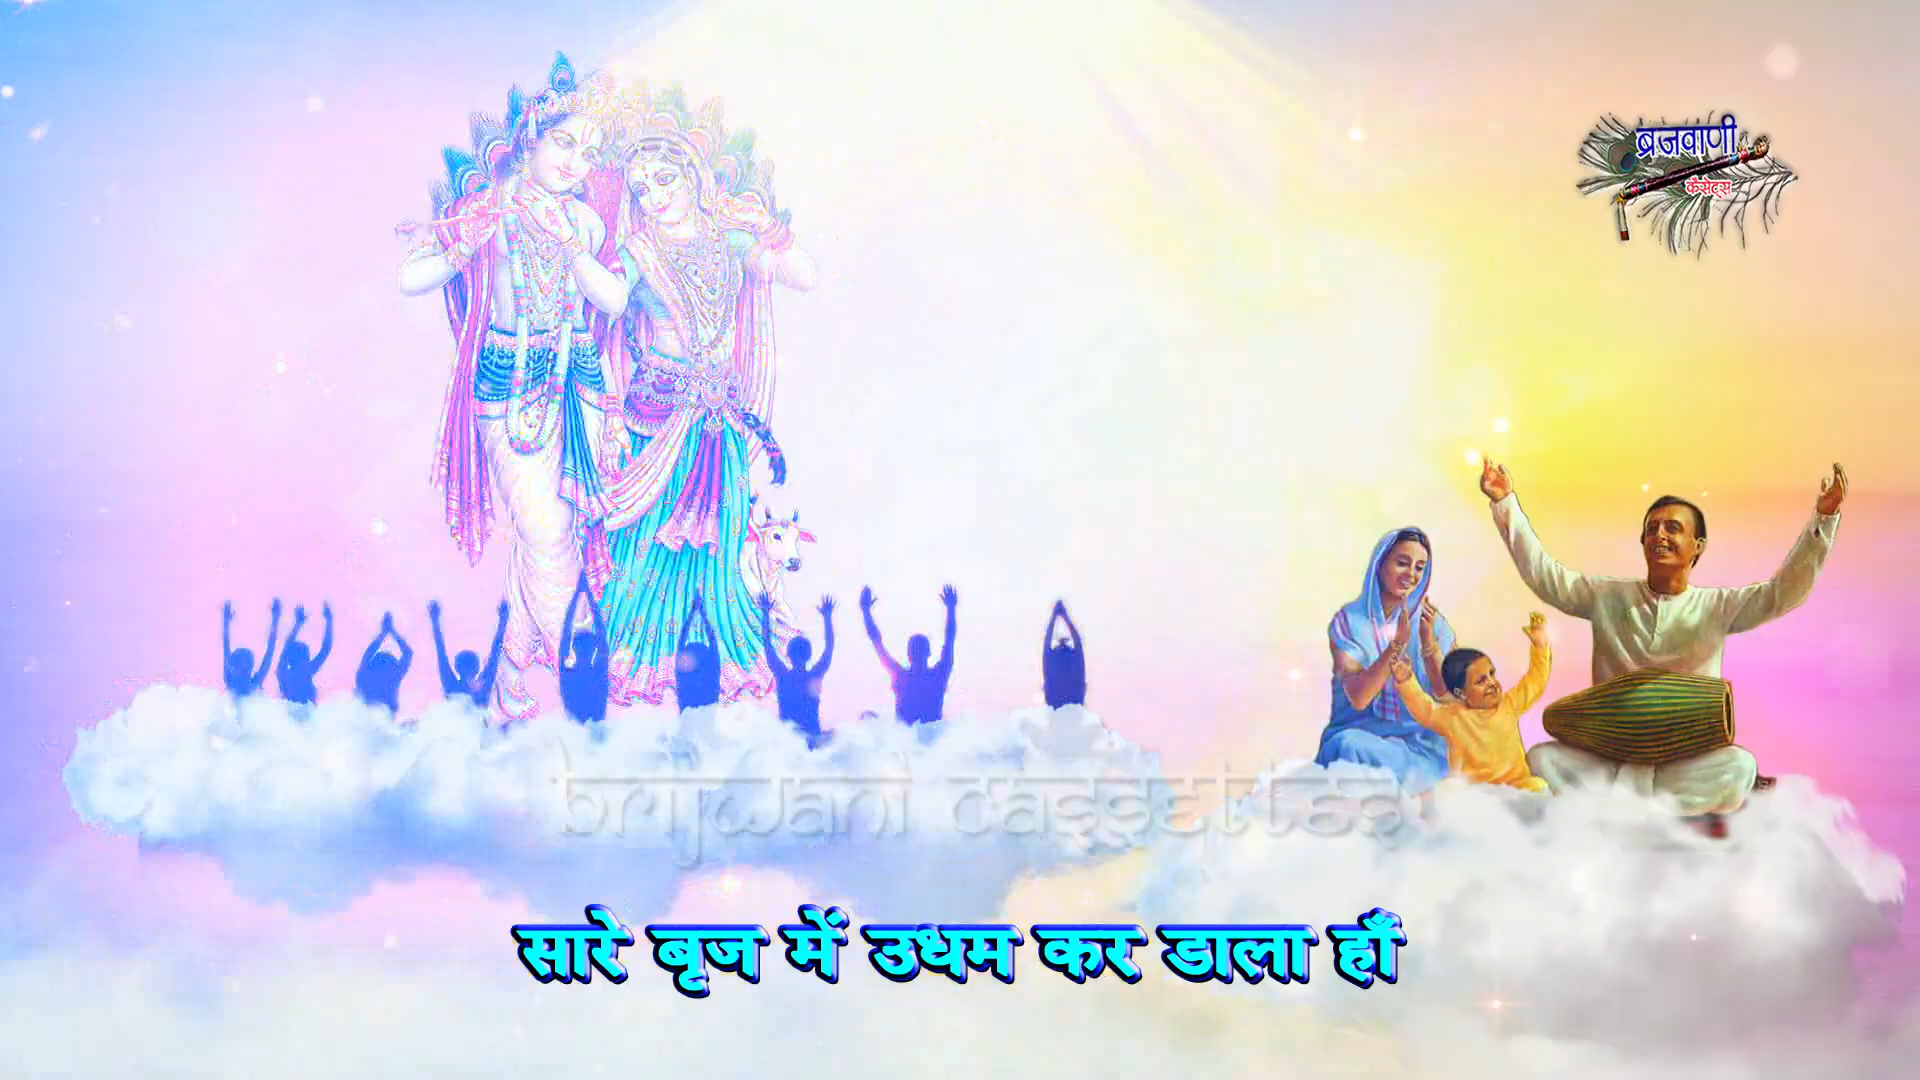 ब्रजवाणी
कैसेट्स
BRIJWANI CASSETTES
सारे बृज में उधम कर डाला हाँ